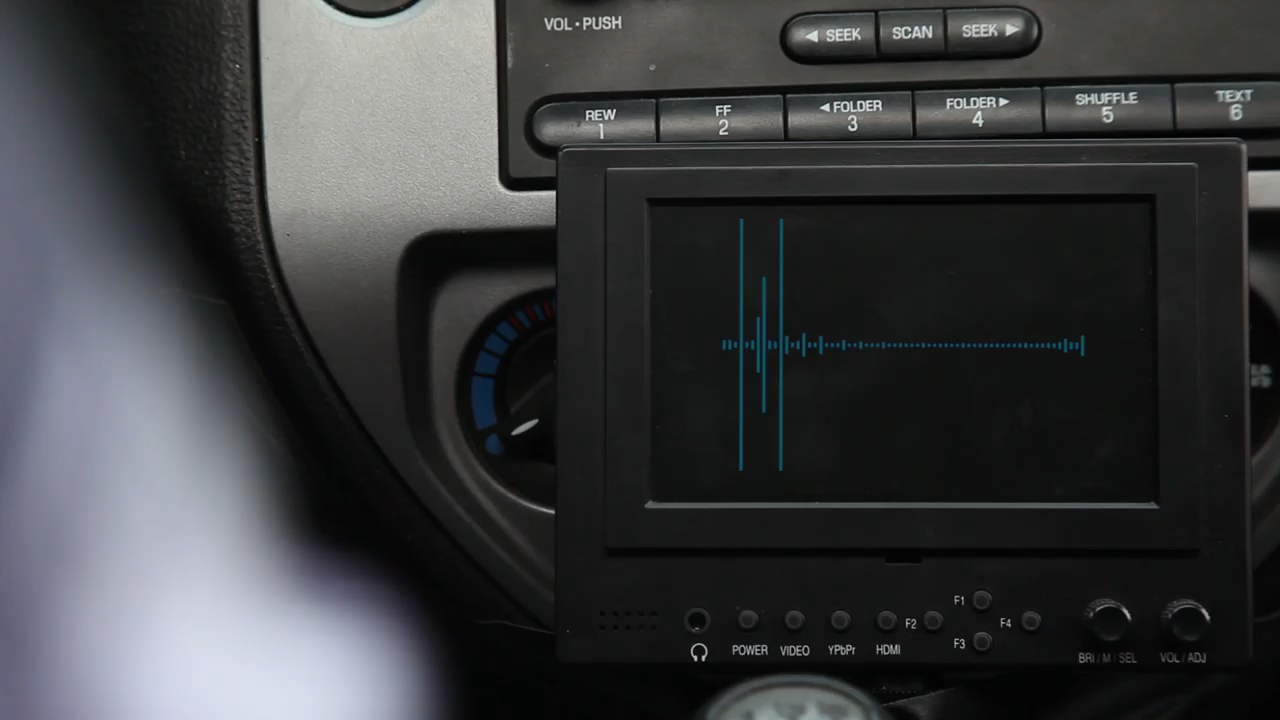 VOL • PUSH
◀ SEEK SCAN SEEK ▶
REW 1
FF 2
◀ FOLDER 3
FOLDER ▶ 4
SHUFFLE 5
TEXT 6
F1
F2 F4
F3
POWER VIDEO YPbPr HDMI
BRI / M / SEL VOL / ADJ